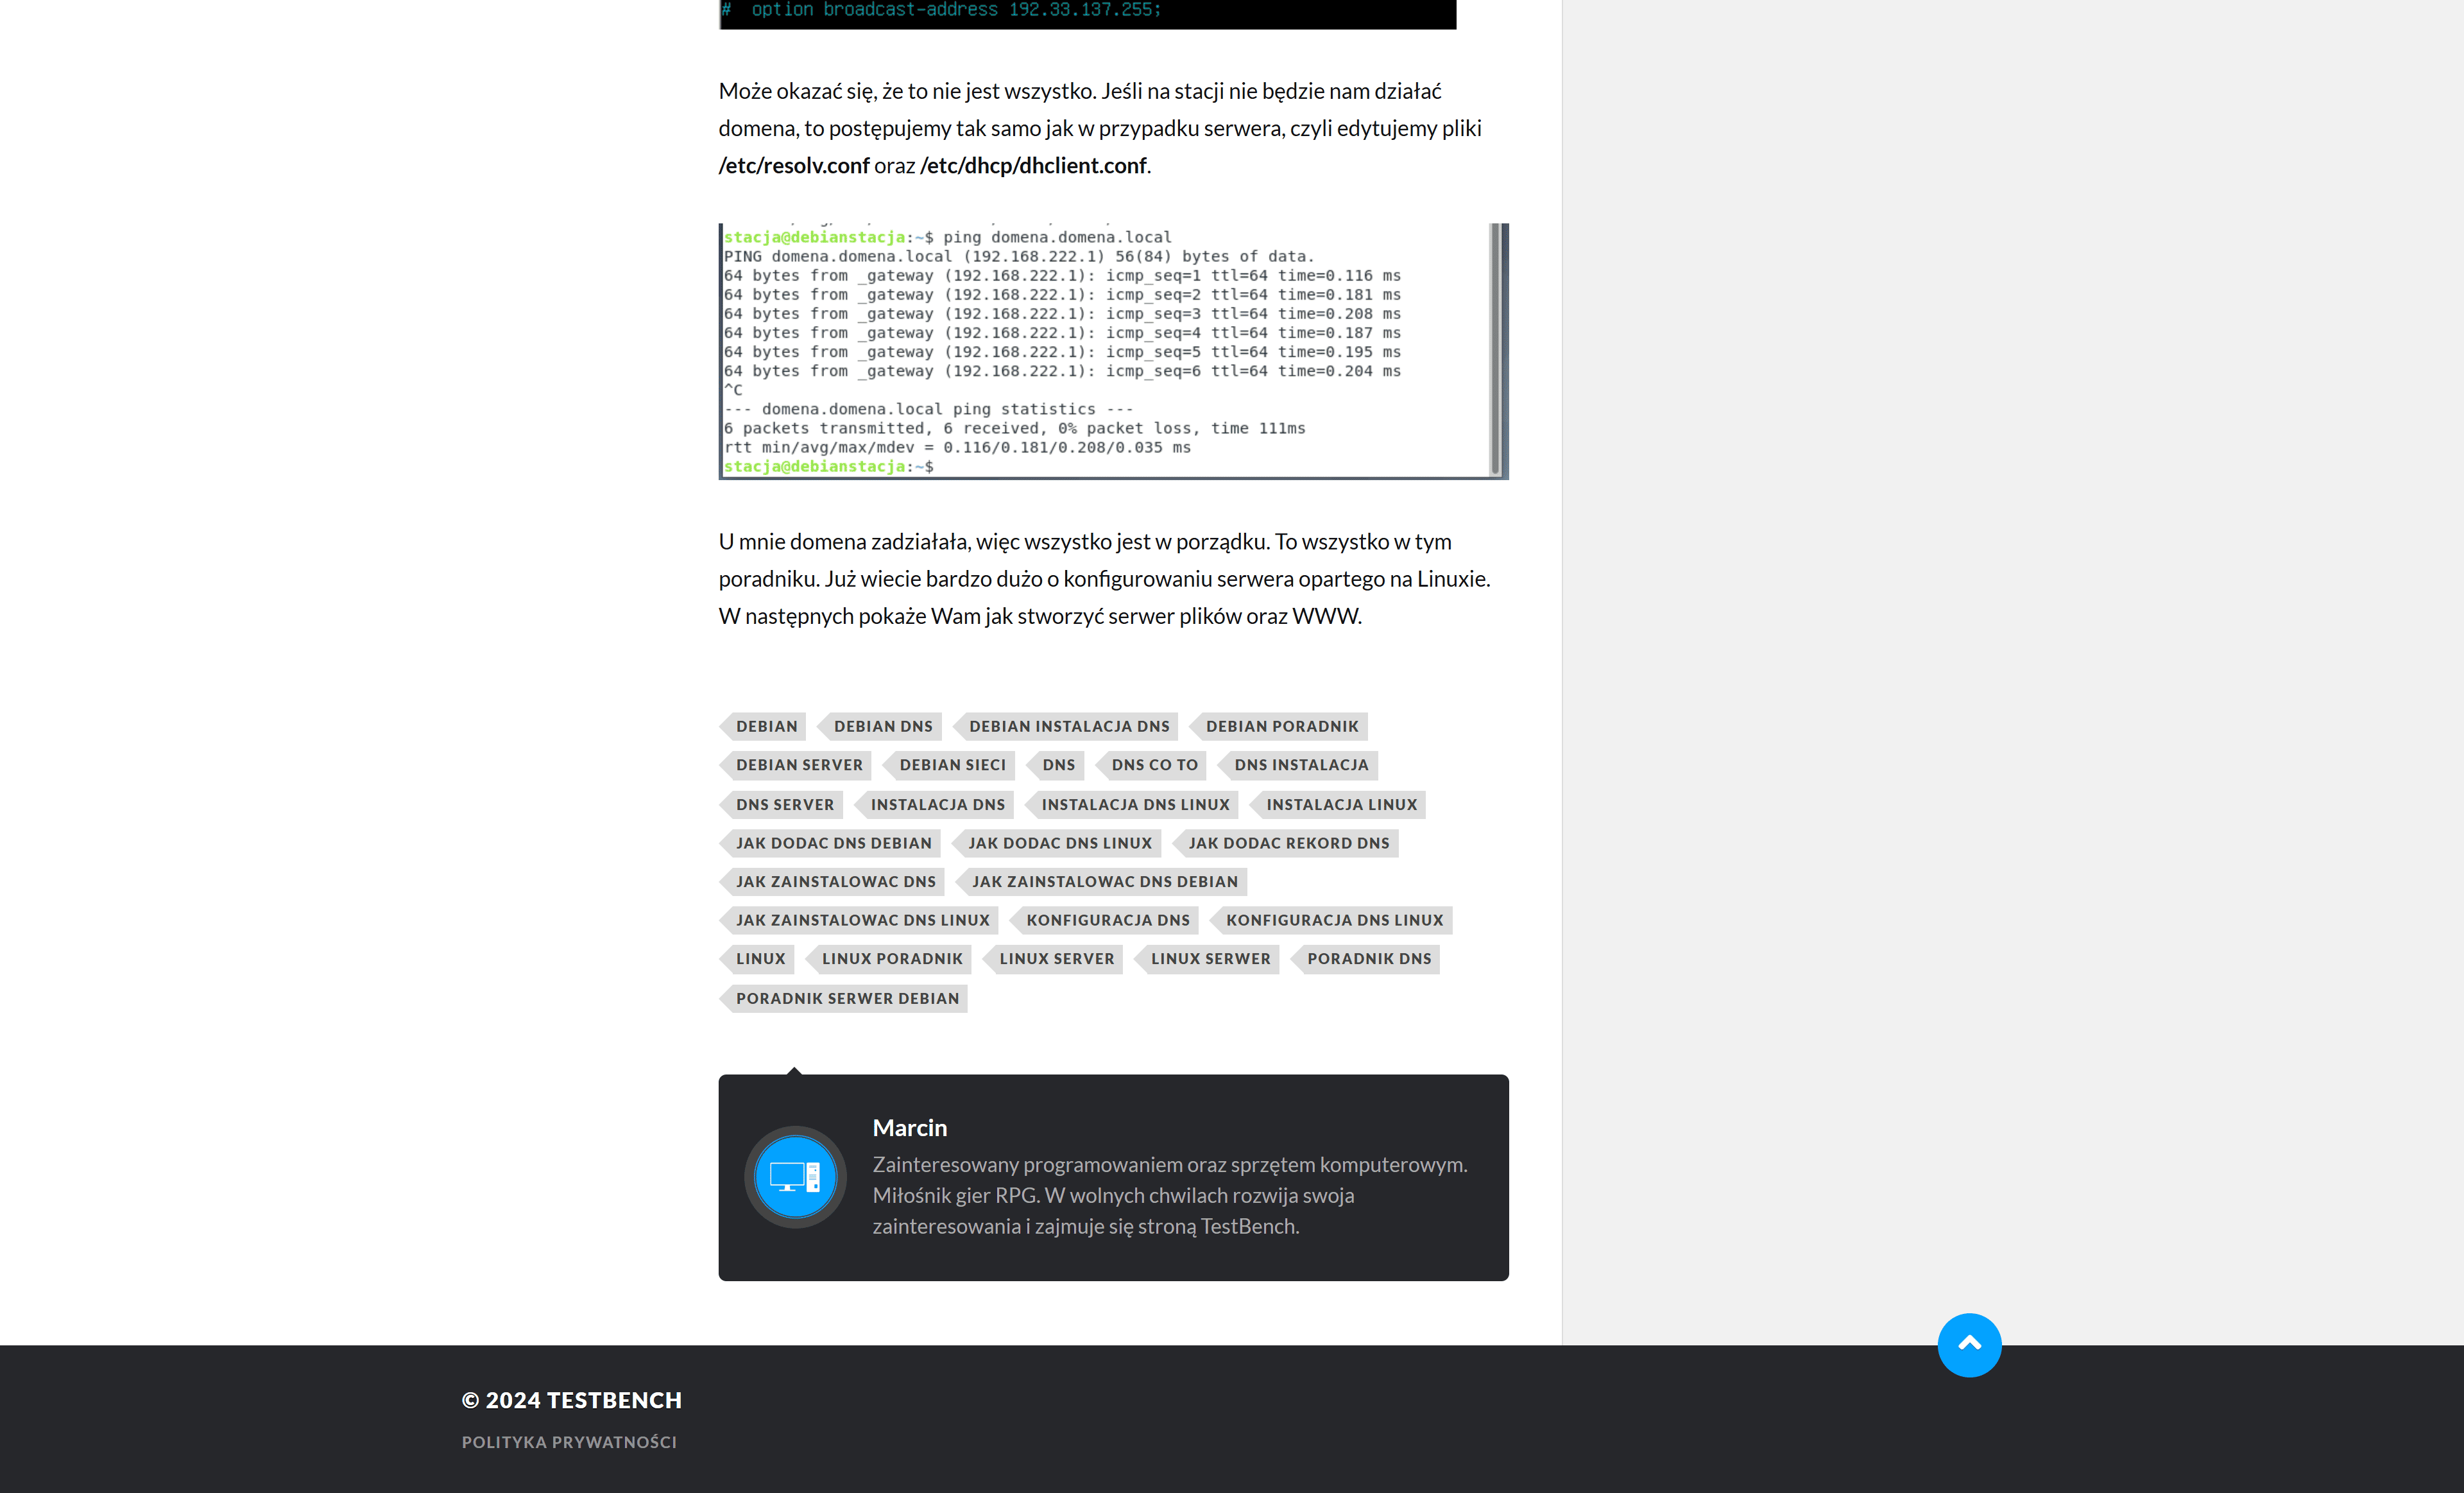 #  option broadcast-address 192.33.137.255;
Może okazać się, że to nie jest wszystko. Jeśli na stacji nie będzie nam działać
domena, to postępujemy tak samo jak w przypadku serwera, czyli edytujemy pliki
/etc/resolv.conf oraz /etc/dhcp/dhclient.conf.
stacja@debianstacja:~$ ping domena.domena.local
PING domena.domena.local (192.168.222.1) 56(84) bytes of data.
64 bytes from _gateway (192.168.222.1): icmp_seq=1 ttl=64 time=0.116 ms
64 bytes from _gateway (192.168.222.1): icmp_seq=2 ttl=64 time=0.181 ms
64 bytes from _gateway (192.168.222.1): icmp_seq=3 ttl=64 time=0.208 ms
64 bytes from _gateway (192.168.222.1): icmp_seq=4 ttl=64 time=0.187 ms
64 bytes from _gateway (192.168.222.1): icmp_seq=5 ttl=64 time=0.195 ms
64 bytes from _gateway (192.168.222.1): icmp_seq=6 ttl=64 time=0.204 ms
^C
--- domena.domena.local ping statistics ---
6 packets transmitted, 6 received, 0% packet loss, time 111ms
rtt min/avg/max/mdev = 0.116/0.181/0.208/0.035 ms
stacja@debianstacja:~$
U mnie domena zadziałała, więc wszystko jest w porządku. To wszystko w tym
poradniku. Już wiecie bardzo dużo o konfigurowaniu serwera opartego na Linuxie.
W następnych pokaże Wam jak stworzyć serwer plików oraz WWW.
DEBIAN DEBIAN DNS DEBIAN INSTALACJA DNS DEBIAN PORADNIK
DEBIAN SERVER DEBIAN SIECI DNS DNS CO TO DNS INSTALACJA
DNS SERVER INSTALACJA DNS INSTALACJA DNS LINUX INSTALACJA LINUX
JAK DODAC DNS DEBIAN JAK DODAC DNS LINUX JAK DODAC REKORD DNS
JAK ZAINSTALOWAC DNS JAK ZAINSTALOWAC DNS DEBIAN
JAK ZAINSTALOWAC DNS LINUX KONFIGURACJA DNS KONFIGURACJA DNS LINUX
LINUX LINUX PORADNIK LINUX SERVER LINUX SERWER PORADNIK DNS
PORADNIK SERWER DEBIAN
Marcin
Zainteresowany programowaniem oraz sprzętem komputerowym.
Miłośnik gier RPG. W wolnych chwilach rozwija swoja
zainteresowania i zajmuje się stroną TestBench.
© 2024 TESTBENCH
POLITYKA PRYWATNOŚCI